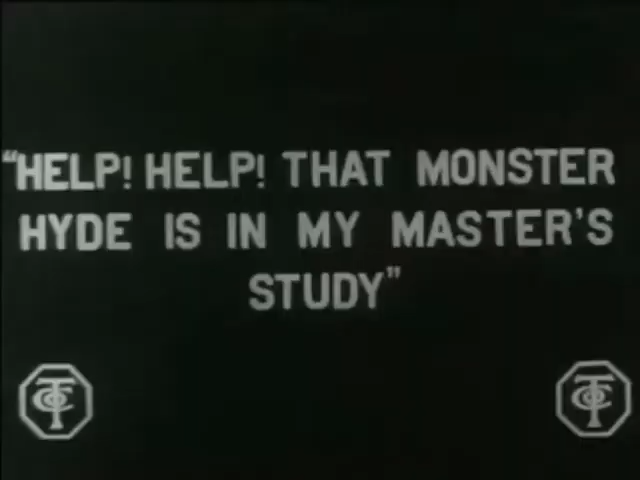 "HELP! HELP! THAT MONSTER
HYDE IS IN MY MASTER'S
STUDY"